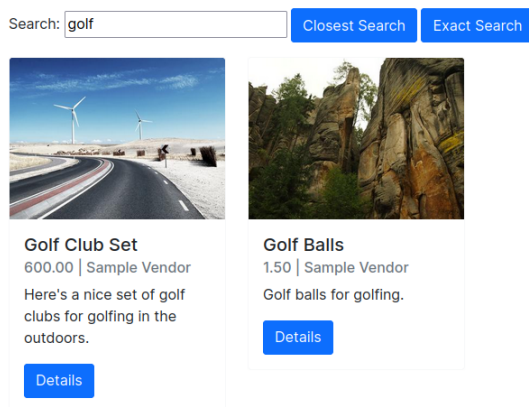 Search: golf Closest Search Exact Search
Golf Club Set
600.00 | Sample Vendor
Here's a nice set of golf
clubs for golfing in the
outdoors.
Details
Golf Balls
1.50 | Sample Vendor
Golf balls for golfing.
Details